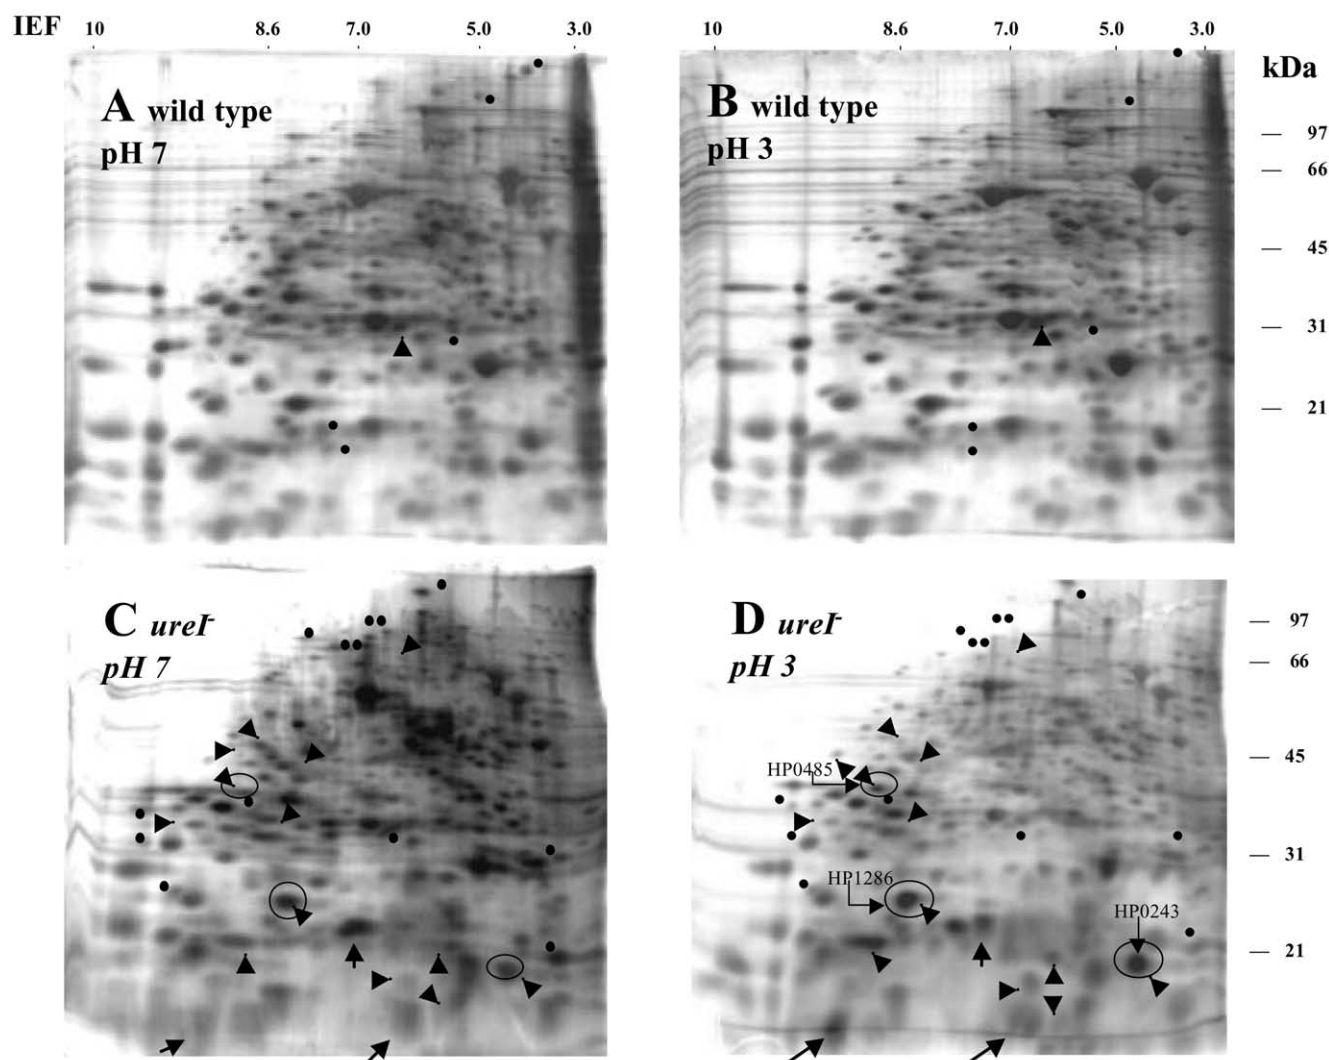 IEF 10 8.6 7.0 5.0 3.0 10 8.6 7.0 5.0 3.0
kDa
A wild type
pH 7
B wild type
pH 3
97
66
45
31
21
C ureI-
pH 7
D ureI-
pH 3
97
66
HP0485
45
HP1286
31
HP0243
21